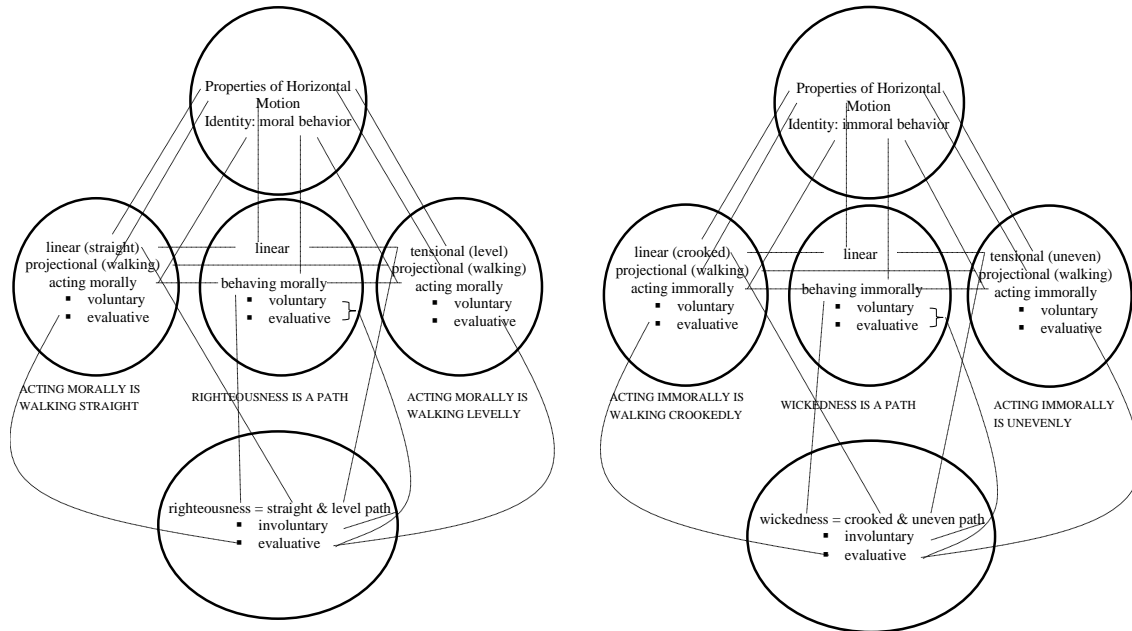 Properties of Horizontal
Motion
Identity: moral behavior
linear (straight)
projectional (walking)
acting morally
▪ voluntary
▪ evaluative
linear
behaving morally
▪ voluntary
▪ evaluative
tensional (level)
projectional (walking)
acting morally
▪ voluntary
▪ evaluative
ACTING MORALLY IS
WALKING STRAIGHT
RIGHTEOUSNESS IS A PATH
ACTING MORALLY IS
WALKING LEVELLY
righteousness = straight & level path
▪ involuntary
▪ evaluative
Properties of Horizontal
Motion
Identity: immoral behavior
linear (crooked)
projectional (walking)
acting immorally
▪ voluntary
▪ evaluative
linear
behaving immorally
▪ voluntary
▪ evaluative
tensional (uneven)
projectional (walking)
acting immorally
▪ voluntary
▪ evaluative
ACTING IMMORALLY IS
WALKING CROOKEDLY
WICKEDNESS IS A PATH
ACTING IMMORALLY
IS UNEVENLY
wickedness = crooked & uneven path
▪ involuntary
▪ evaluative